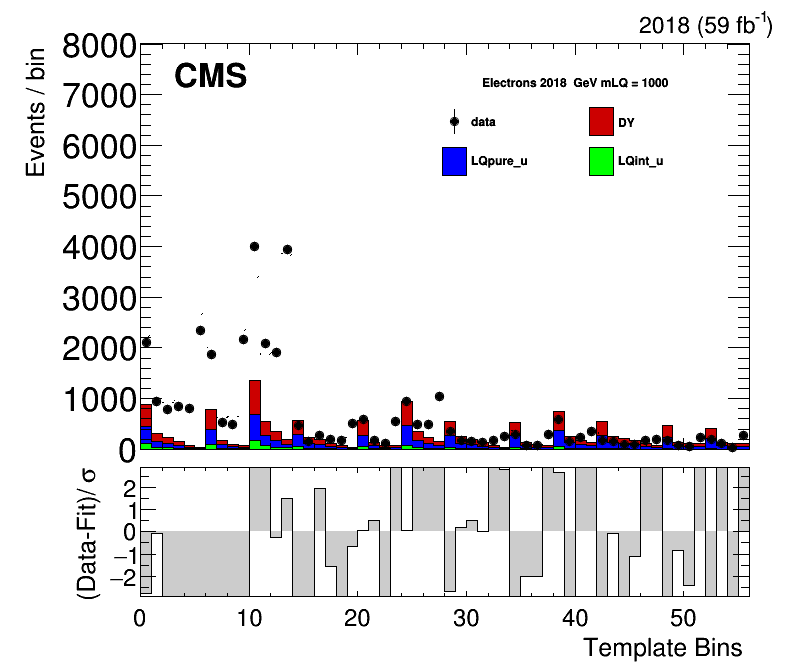 2018 (59 fb-1)
8000
7000
6000
5000
4000
3000
2000
1000
0
Events / bin
CMS
Electrons 2018 GeV mLQ = 1000
data DY
LQpure_u LQint_u
2
1
0
−1
−2
(Data-Fit)/ σ
0 10 20 30 40 50
Template Bins